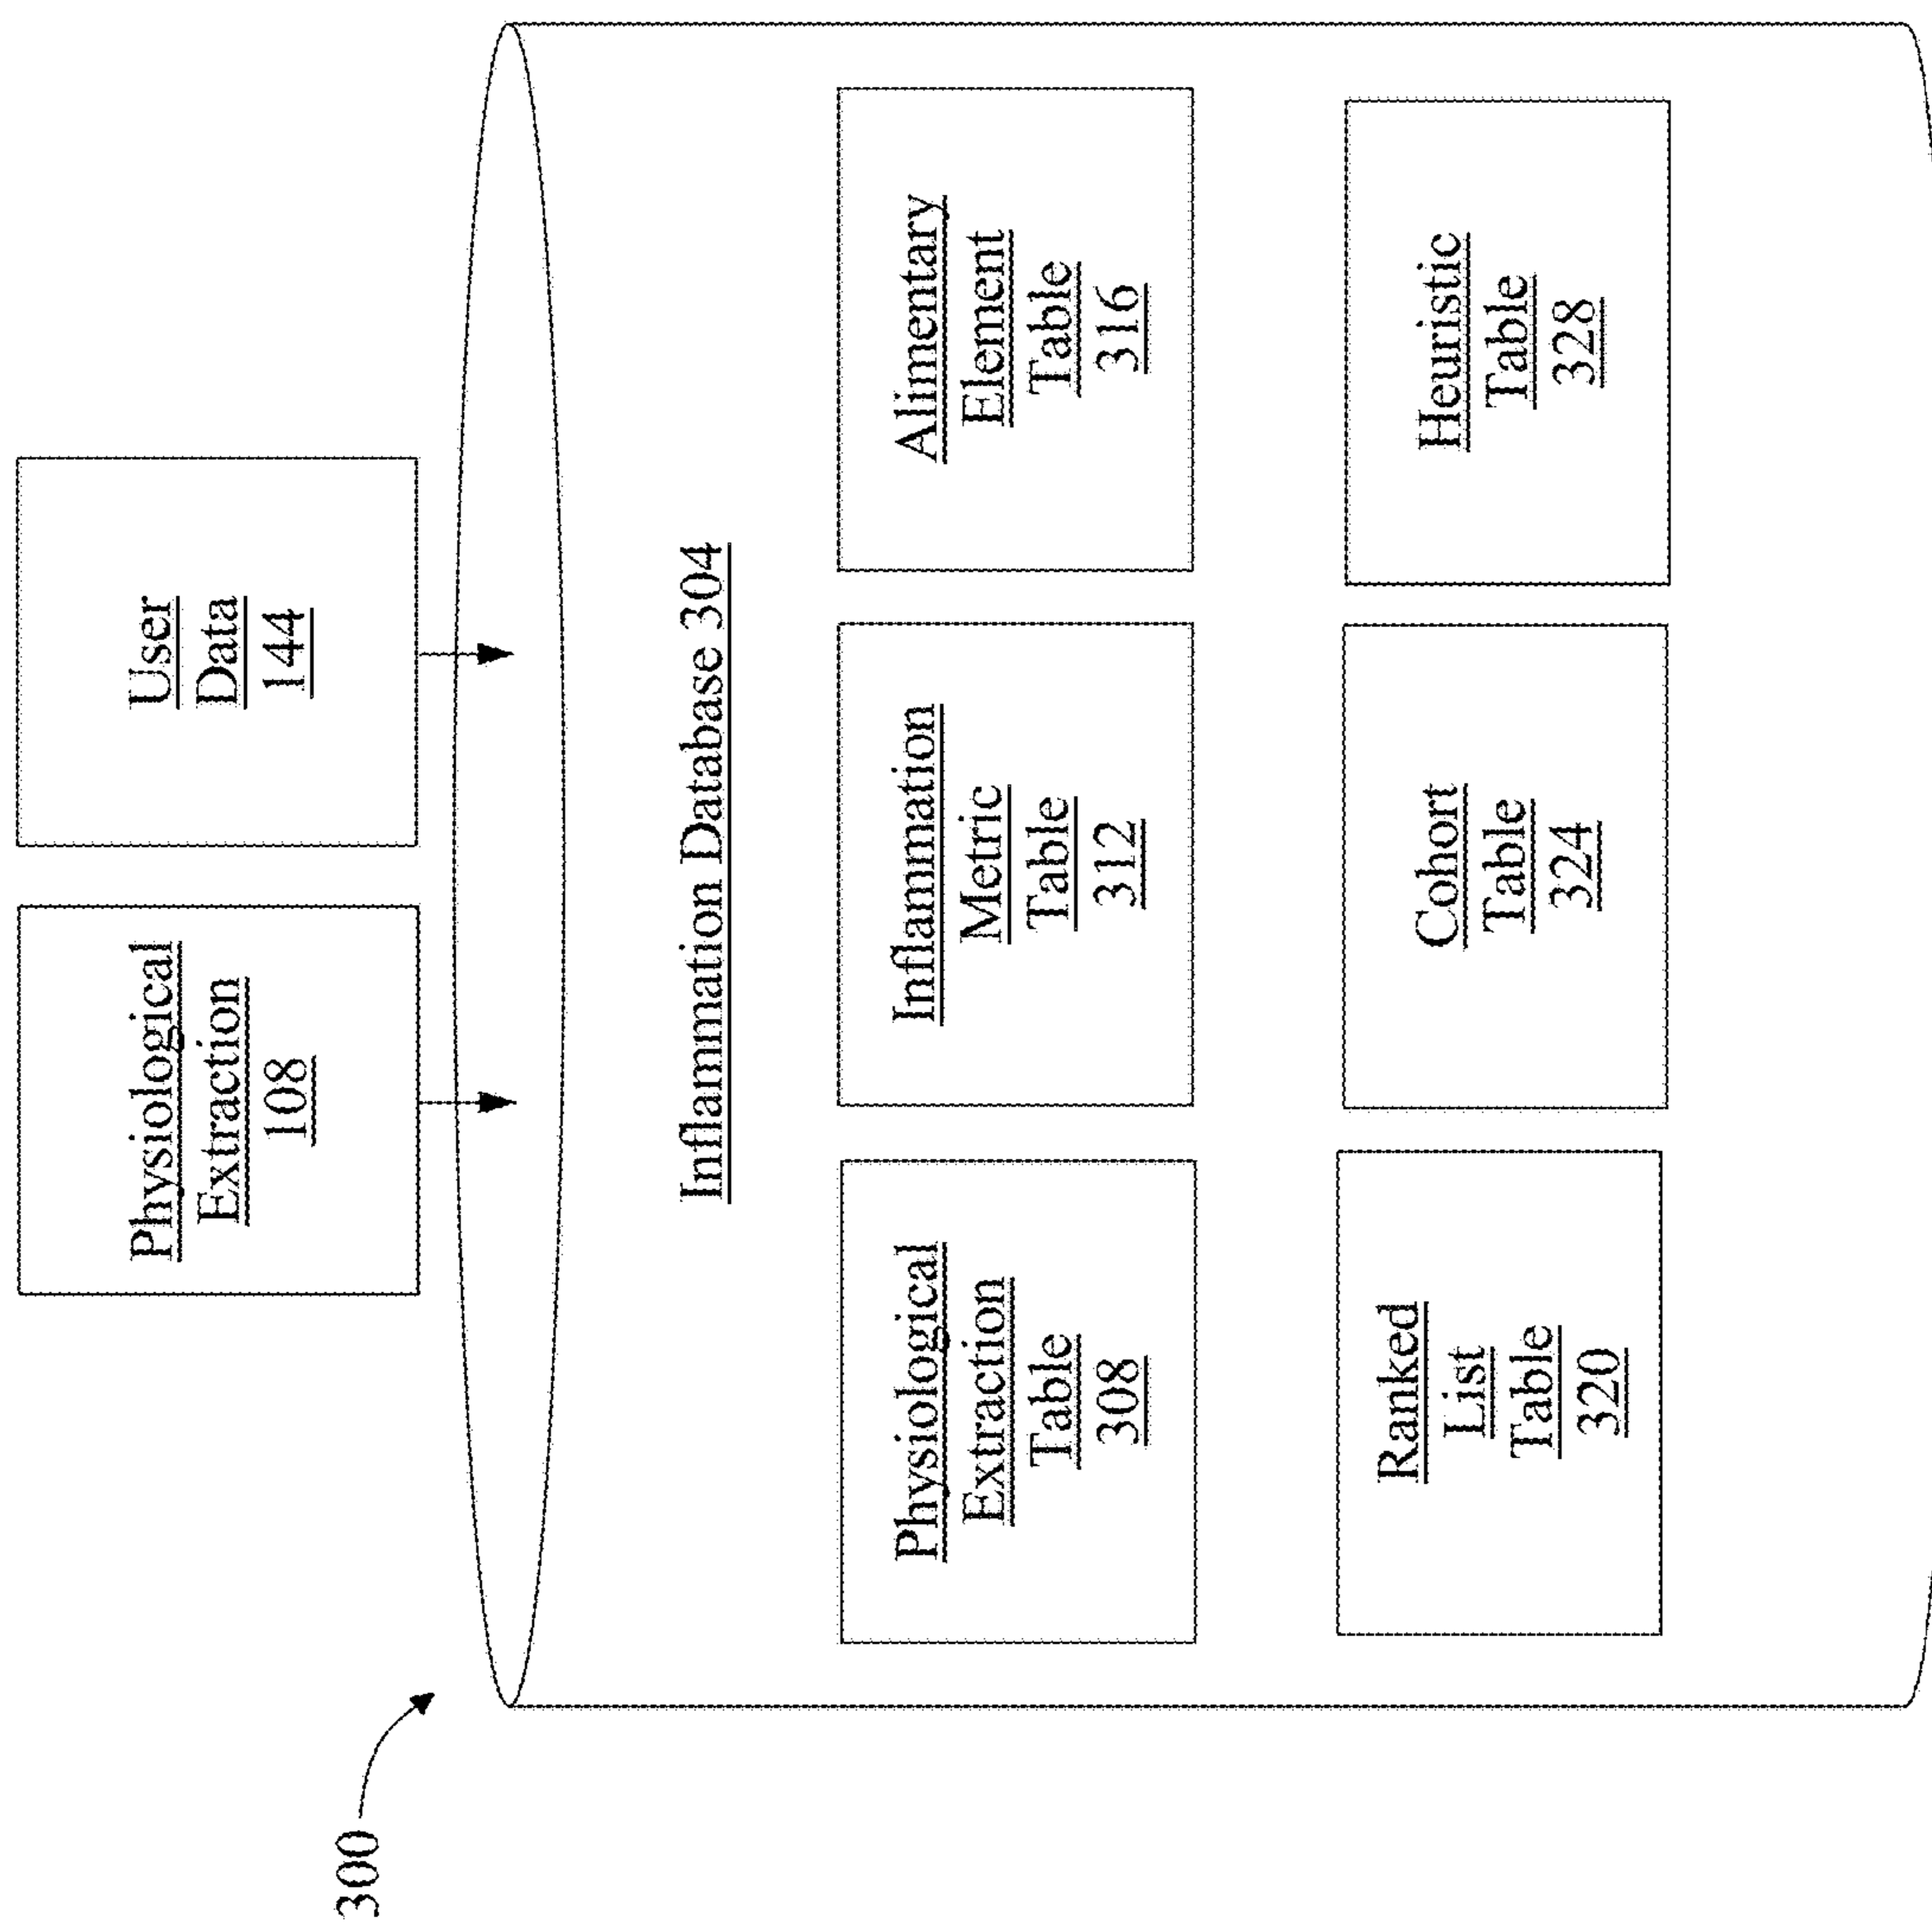 300
Physiological
Extraction
108
User
Data
144
Inflammation Database 304
Physiological
Extraction
Table
308
Inflammation
Metric
Table
312
Alimentary
Element
Table
316
Ranked
List
Table
320
Cohort
Table
324
Heuristic
Table
328